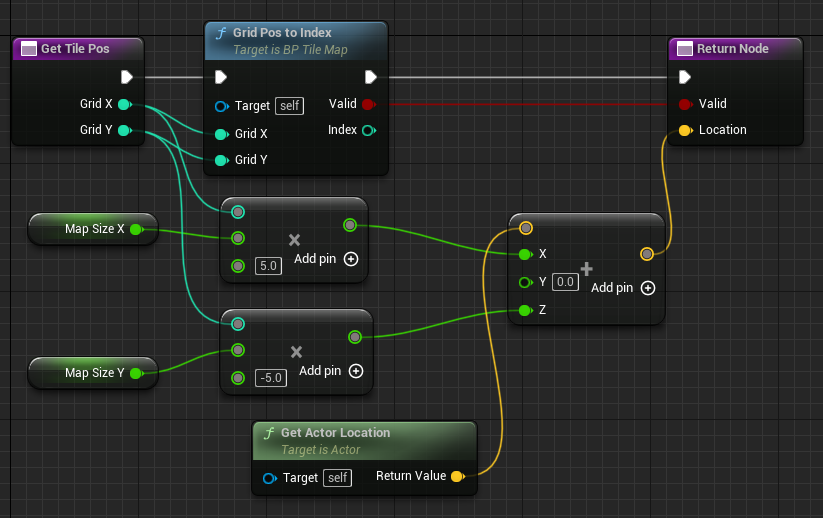 Get Tile Pos
Grid X
Grid Y
f Grid Pos to Index
Target is BP Tile Map
Target self
Valid
Index
Grid X
Grid Y
Return Node
Valid
Location
Map Size X
×
5.0
Add pin
X
Y 0.0
+
Add pin
Z
Map Size Y
×
-5.0
Add pin
f Get Actor Location
Target is Actor
Target self
Return Value